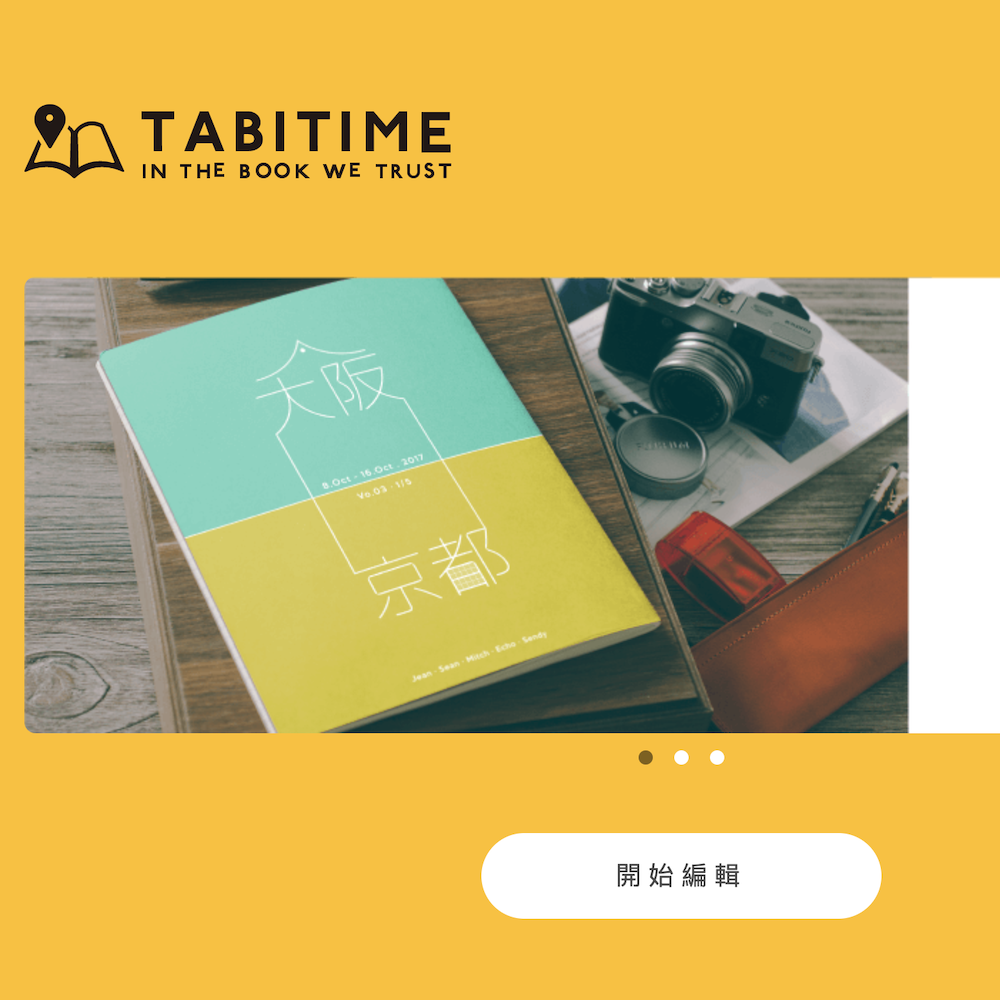 TABITIME
IN THE BOOK WE TRUST
大阪
8.Oct - 16.Oct . 2017
Vo.03 · 1/5
京都
Jean · Sean · Mitch · Echo · Sendy
開始編輯